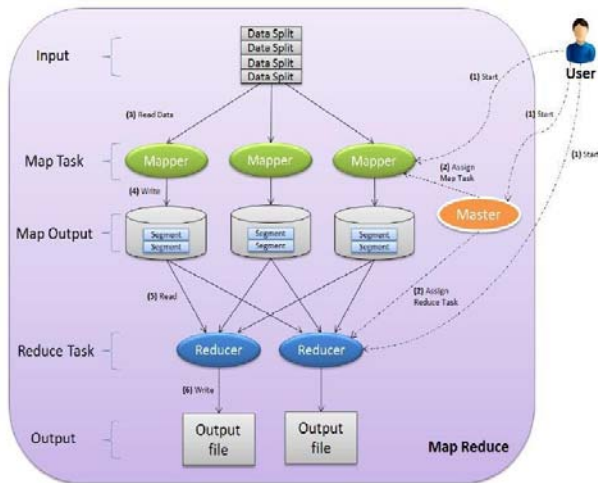 Input
Data Split
Data Split
Data Split
Data Split
User
(1) Start
(1) Start
(1) Start
(3) Read Data
Map Task
Mapper
Mapper
Mapper
(2) Assign
Map Task
(4) Write
Master
Map Output
Segment
Segment
Segment
Segment
Segment
Segment
(5) Read
(2) Assign
Reduce Task
Reduce Task
Reducer
Reducer
(6) Write
Output
Output
file
Output
file
Map Reduce